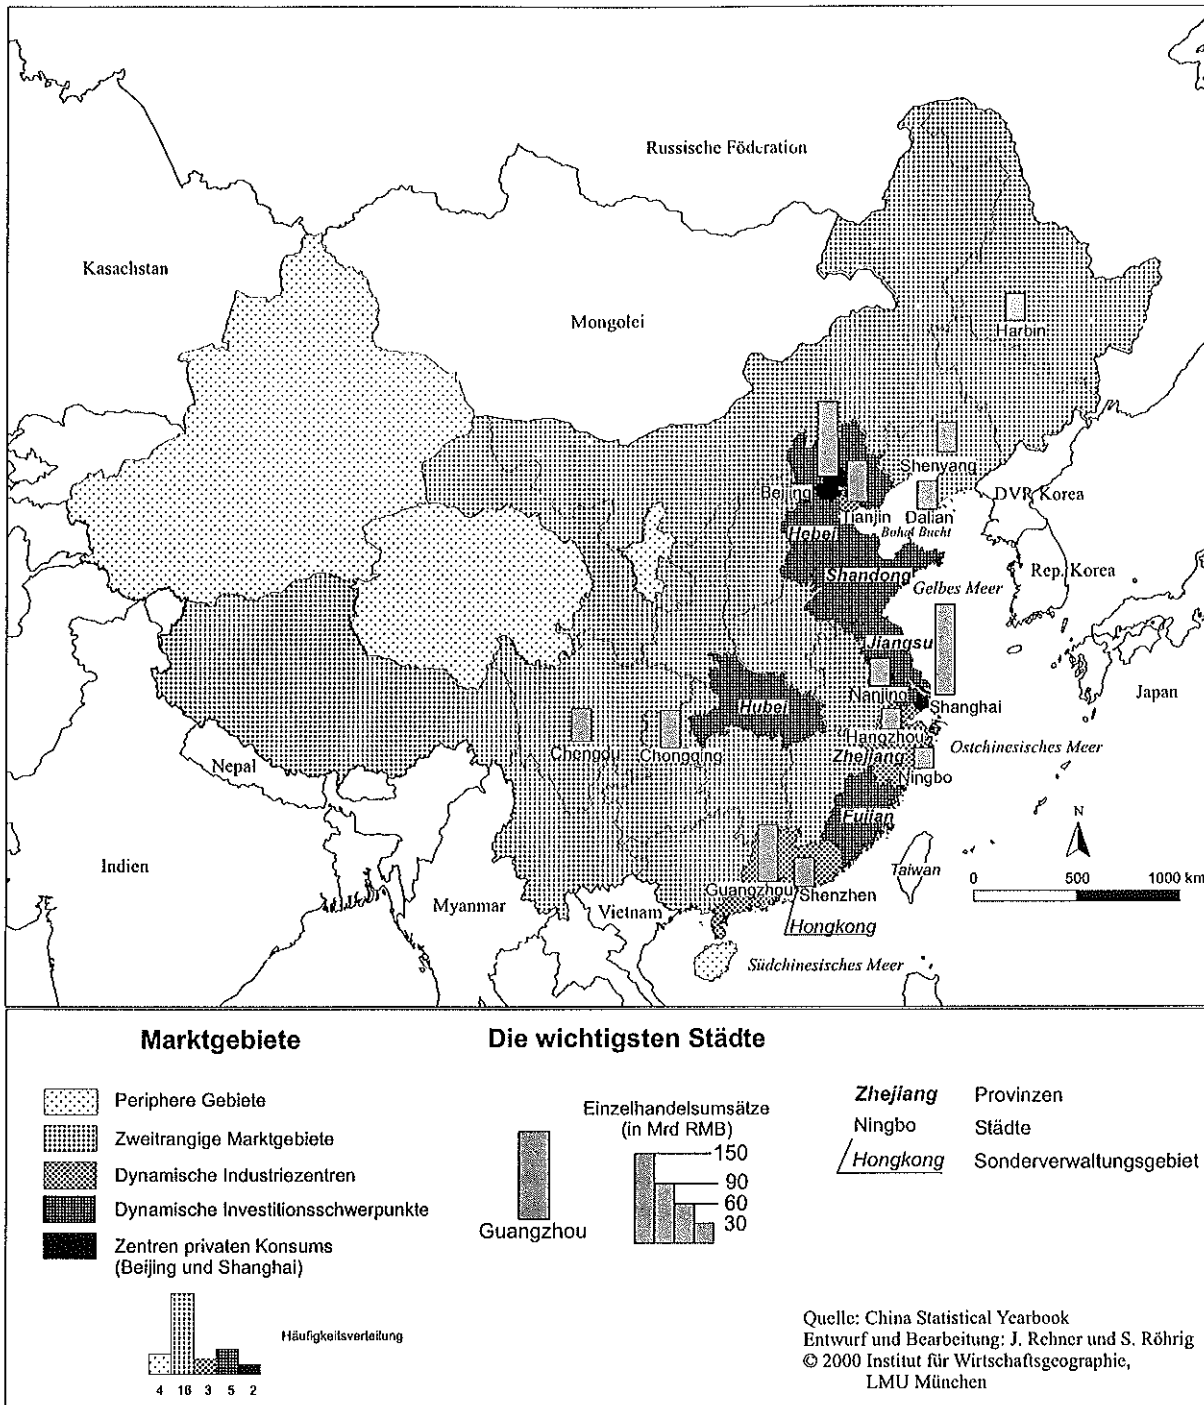 Russische Föderation
Kasachstan
Mongolei
Harbin
Shenyang
Beijing
Tianjin
Dalian
DVR Korea
Bohai Bucht
Hebei
Shandong
Rep. Korea
Gelbes Meer
Jiangsu
Nanjing
Shanghai
Japan
Hubei
Hangzhou
Ostchinesisches Meer
Chengdu
Chongqing
Zhejiang
Ningbo
Nepal
Fujian
N
Indien
Taiwan
0 500 1000 km
Guangzhou
Shenzhen
Myanmar
Vietnam
Hongkong
Südchinesisches Meer
Marktgebiete
Periphere Gebiete
Zweitrangige Marktgebiete
Dynamische Industriezentren
Dynamische Investitionsschwerpunkte
Zentren privaten Konsums
(Beijing und Shanghai)
Häufigkeitsverteilung
4 16 3 5 2
Die wichtigsten Städte
Einzelhandelsumsätze
(in Mrd RMB)
150
90
60
30
Guangzhou
Zhejiang Provinzen
Ningbo Städte
Hongkong Sonderverwaltungsgebiet
Quelle: China Statistical Yearbook
Entwurf und Bearbeitung: J. Rehner und S. Röhrig
© 2000 Institut für Wirtschaftsgeographie,
LMU München